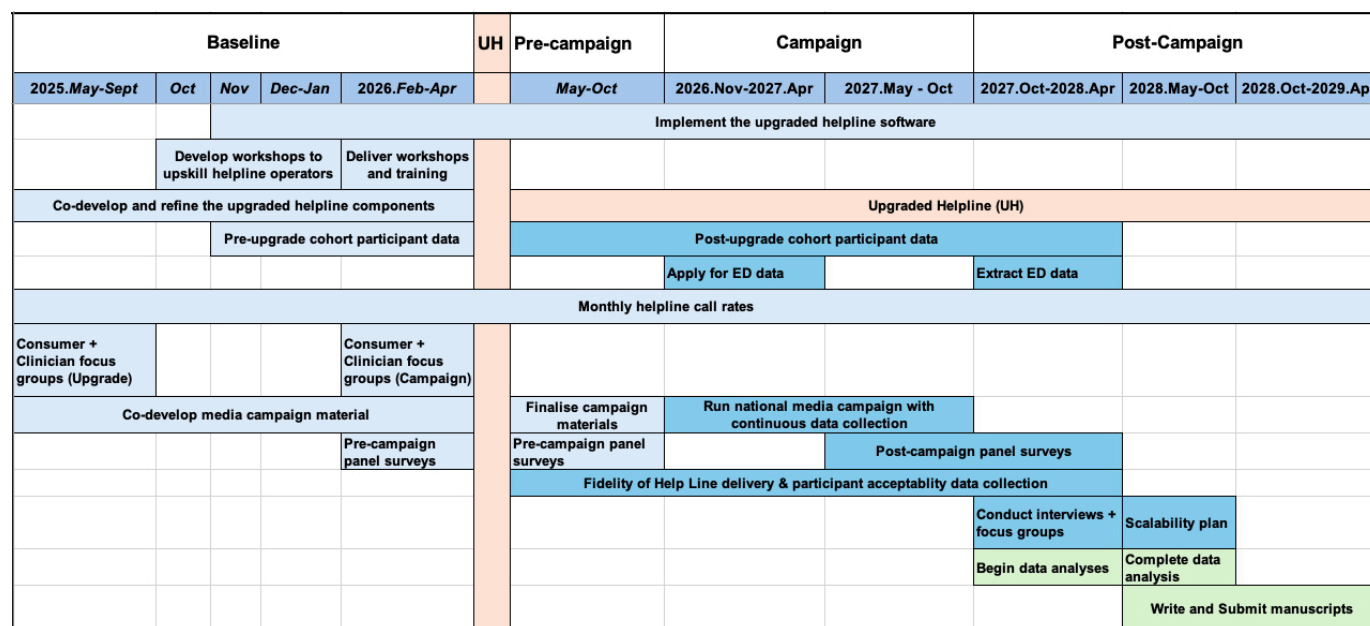 Baseline UH Pre-campaign Campaign Post-Campaign
2025.May-Sept Oct Nov Dec-Jan 2026.Feb-Apr May-Oct 2026.Nov-2027.Apr 2027.May - Oct 2027.Oct-2028.Apr 2028.May-Oct 2028.Oct-2029.Ap
Implement the upgraded helpline software
Develop workshops to
upskill helpline operators
Deliver workshops
and training
Co-develop and refine the upgraded helpline components
Upgraded Helpline (UH)
Pre-upgrade cohort participant data
Post-upgrade cohort participant data
Apply for ED data
Extract ED data
Monthly helpline call rates
Consumer +
Clinician focus
groups (Upgrade)
Consumer +
Clinician focus
groups (Campaign)
Co-develop media campaign material
Finalise campaign
materials
Run national media campaign with
continuous data collection
Pre-campaign
panel surveys
Pre-campaign panel
surveys
Post-campaign panel surveys
Fidelity of Help Line delivery & participant acceptablity data collection
Conduct interviews +
focus groups
Scalability plan
Begin data analyses
Complete data
analysis
Write and Submit manuscripts